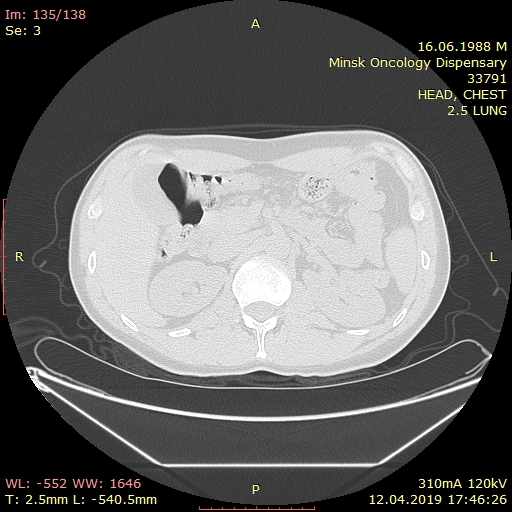 Im: 135/138
Se: 3
A
16.06.1988 M
Minsk Oncology Dispensary
33791
HEAD, CHEST
2.5 LUNG
R
L
WL: -552 WW: 1646
T: 2.5mm L: -540.5mm
P
310mA 120kV
12.04.2019 17:46:26